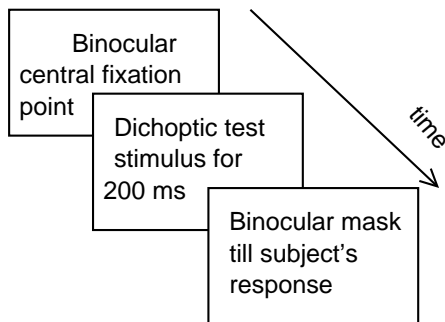 Binocular
central fixation
point
Dichoptic test
stimulus for
200 ms
time
Binocular mask
till subject's
response